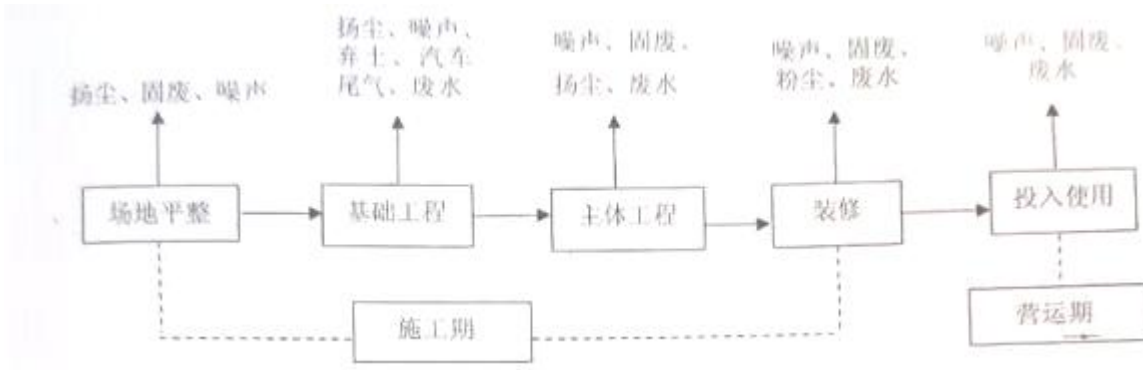 扬尘、固废、噪声
扬尘、噪声、
弃土、汽车
尾气、废水
噪声、固废、
扬尘、废水
噪声、固废、
粉尘、废水
噪声、固废、
废水
场地平整
基础工程
主体工程
装修
投入使用
施工期
营运期